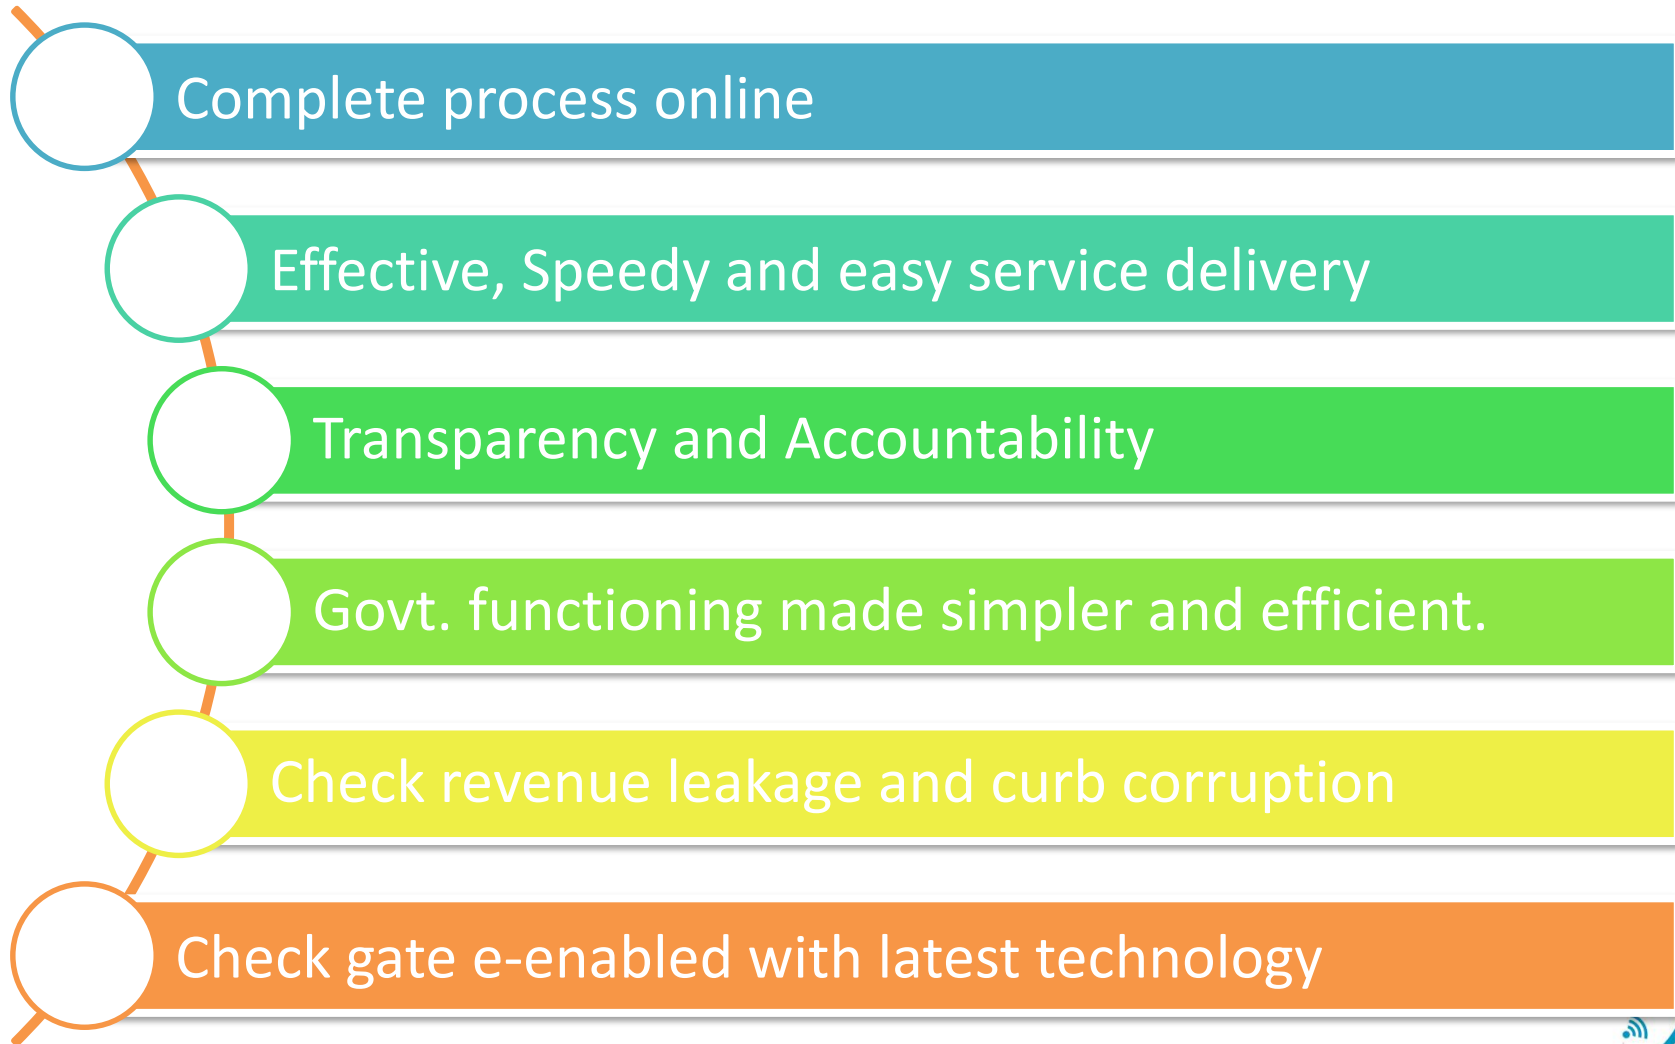 Complete process online
Effective, Speedy and easy service delivery
Transparency and Accountability
Govt. functioning made simpler and efficient.
Check revenue leakage and curb corruption
Check gate e-enabled with latest technology